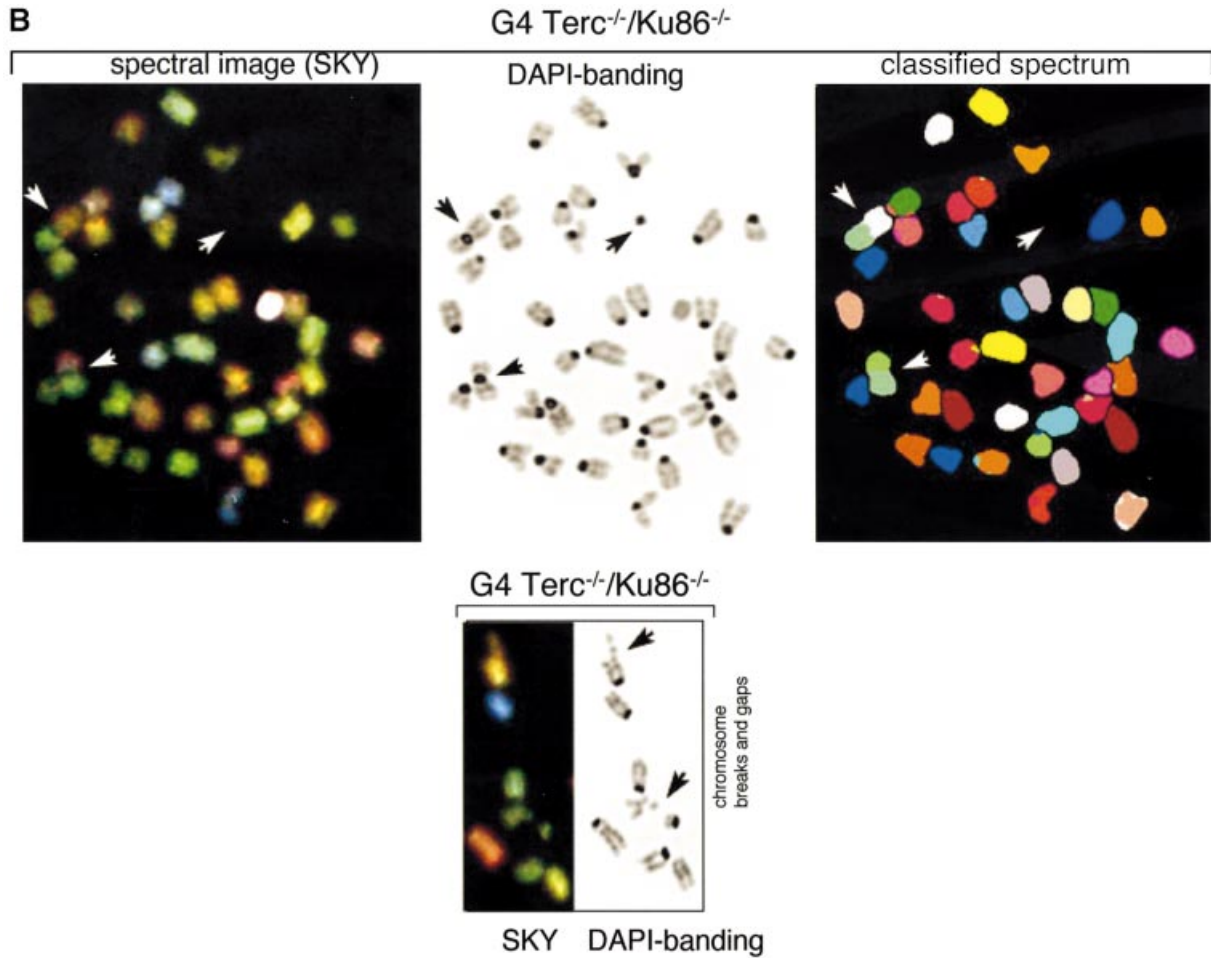 B
G4 Terc-/-/Ku86-/-
spectral image (SKY)
DAPI-banding
classified spectrum
G4 Terc-/-/Ku86-/-
chromosome
breaks and gaps
SKY
DAPI-banding